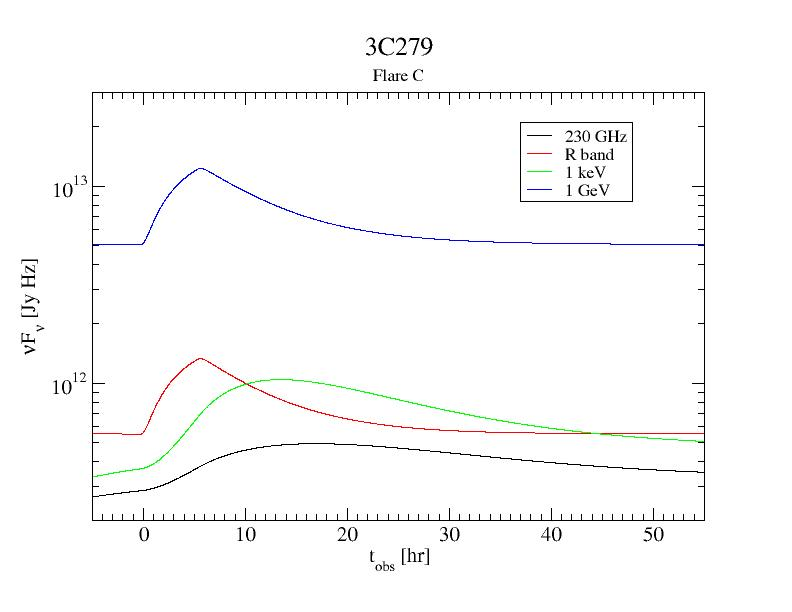 3C279
Flare C
230 GHz
R band
1 keV
1 GeV
10^13
10^12
νF_ν [Jy Hz]
0 10 20 30 40 50
t_obs [hr]